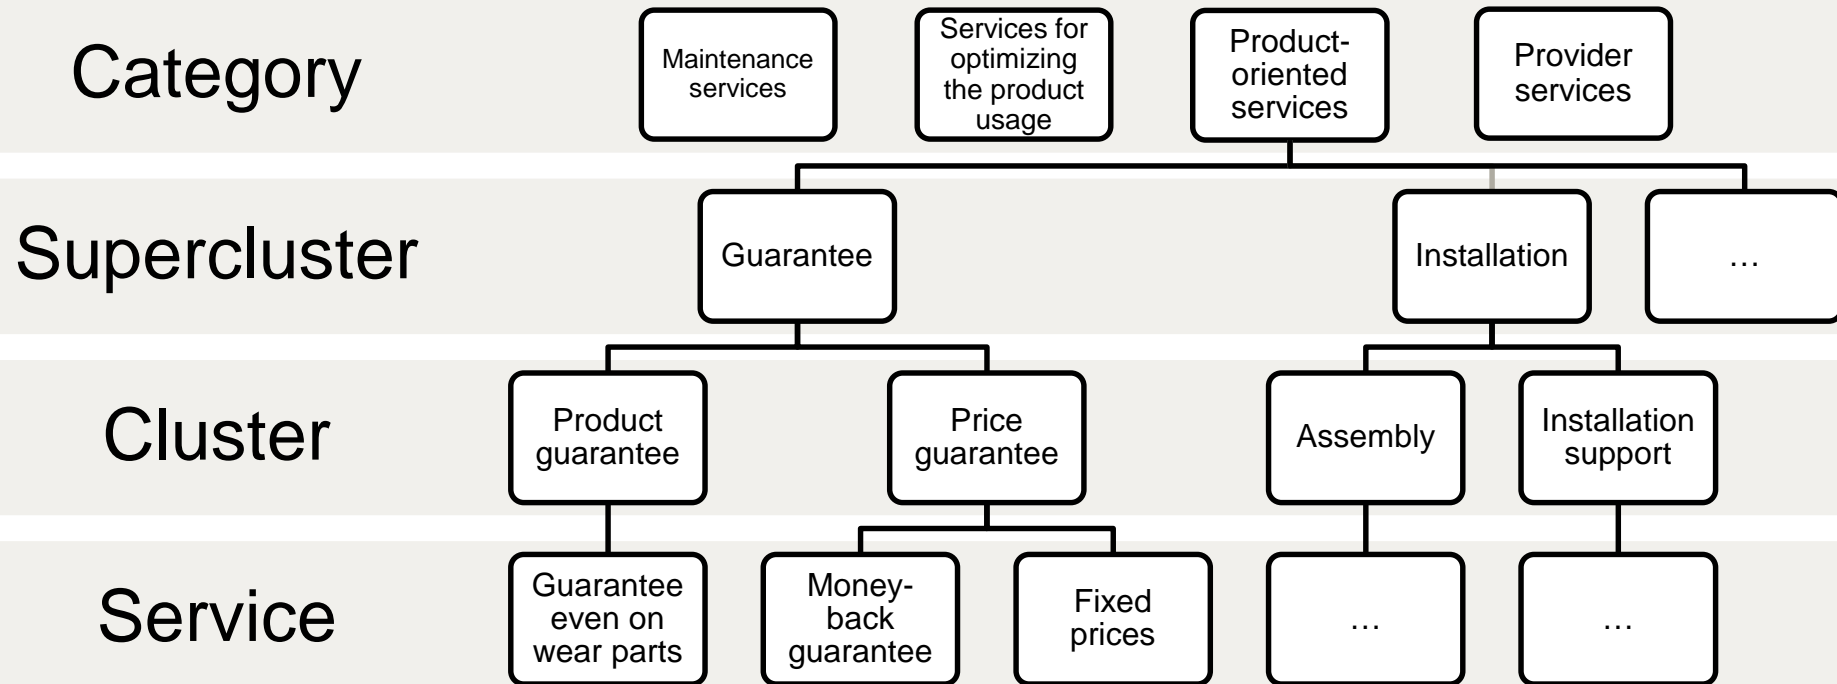 Category
Maintenance
services
Services for
optimizing
the product
usage
Product-
oriented
services
Provider
services
Supercluster
Guarantee
Installation
…
Cluster
Product
guarantee
Price
guarantee
Assembly
Installation
support
Service
Guarantee
even on
wear parts
Money-
back
guarantee
Fixed
prices
…
…